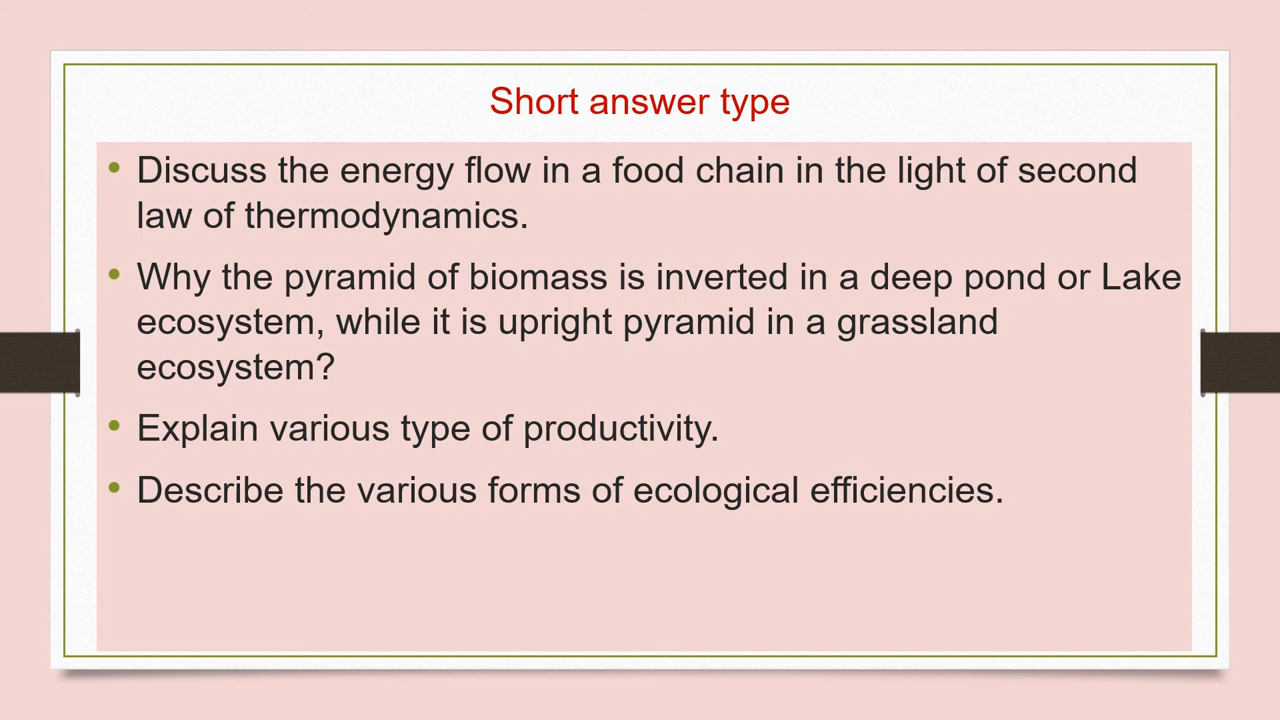 Short answer type
• Discuss the energy flow in a food chain in the light of second
law of thermodynamics.
• Why the pyramid of biomass is inverted in a deep pond or Lake
ecosystem, while it is upright pyramid in a grassland
ecosystem?
• Explain various type of productivity.
• Describe the various forms of ecological efficiencies.